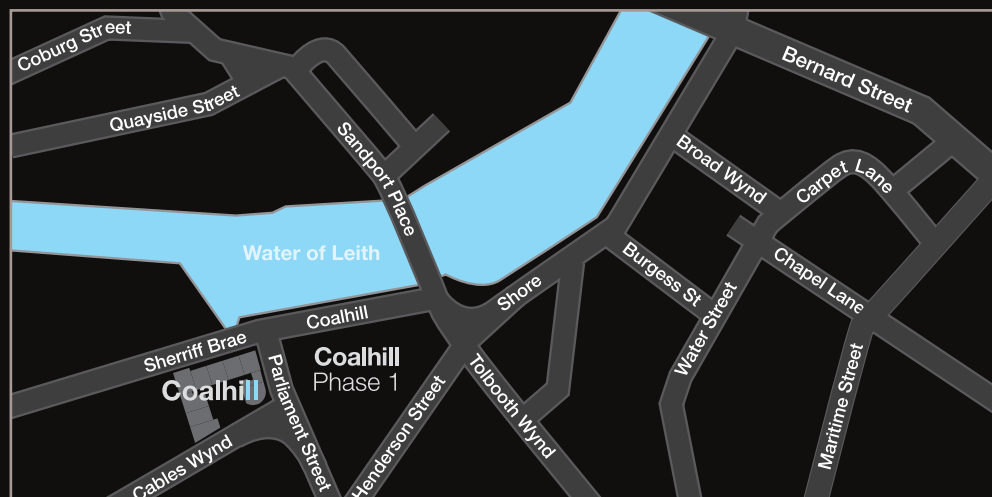 Coburg Street
Quayside Street
Sandport Place
Bernard Street
Broad Wynd
Carpet Lane
Water of Leith
Burgess St
Chapel Lane
Shore
Coalhill
Water Street
Sherriff Brae
Coalhill
Phase 1
Coalhill
Parliament Street
Henderson Street
Tolbooth Wynd
Maritime Street
Cables Wynd